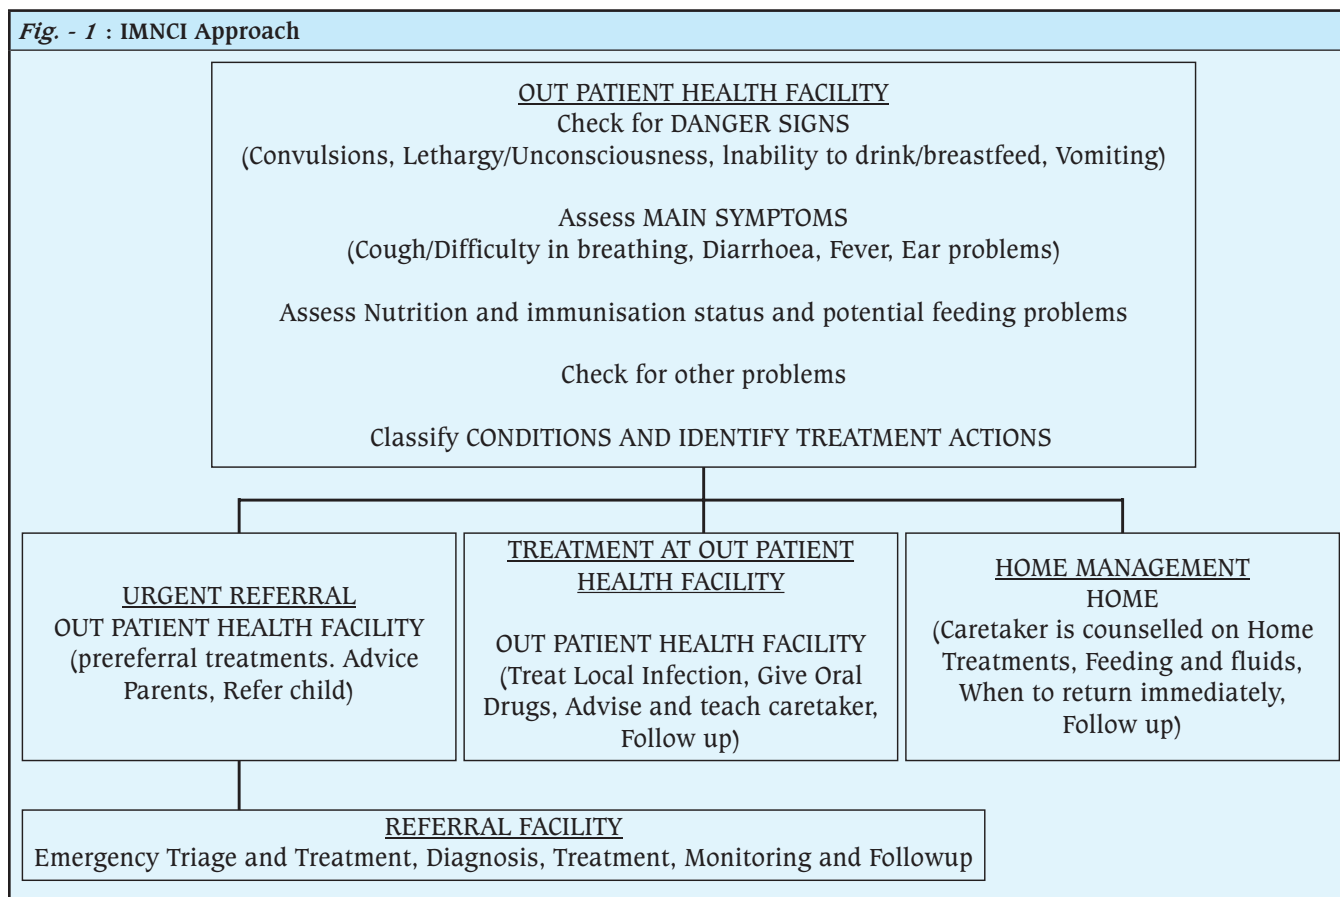 Fig. - 1 : IMNCI Approach
OUT PATIENT HEALTH FACILITY
Check for DANGER SIGNS
(Convulsions, Lethargy/Unconsciousness, lnability to drink/breastfeed, Vomiting)
Assess MAIN SYMPTOMS
(Cough/Difficulty in breathing, Diarrhoea, Fever, Ear problems)
Assess Nutrition and immunisation status and potential feeding problems
Check for other problems
Classify CONDITIONS AND IDENTIFY TREATMENT ACTIONS
URGENT REFERRAL
OUT PATIENT HEALTH FACILITY
(prereferral treatments. Advice
Parents, Refer child)
TREATMENT AT OUT PATIENT
HEALTH FACILITY
OUT PATIENT HEALTH FACILITY
(Treat Local Infection, Give Oral
Drugs, Advise and teach caretaker,
Follow up)
HOME MANAGEMENT
HOME
(Caretaker is counselled on Home
Treatments, Feeding and fluids,
When to return immediately,
Follow up)
REFERRAL FACILITY
Emergency Triage and Treatment, Diagnosis, Treatment, Monitoring and Followup